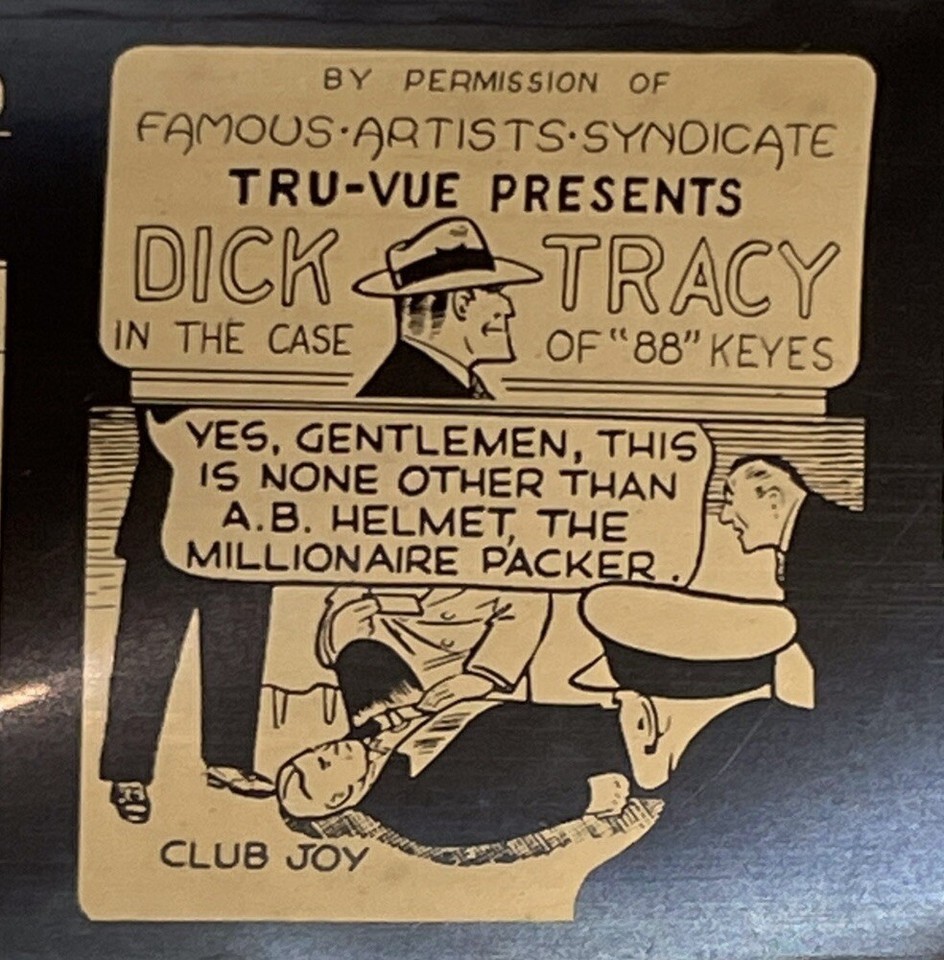 BY PERMISSION OF
FAMOUS·ARTISTS·SYNDICATE
TRU-VUE PRESENTS
DICK TRACY
IN THE CASE OF "88" KEYES
YES, GENTLEMEN, THIS
IS NONE OTHER THAN
A.B. HELMET, THE
MILLIONAIRE PACKER.
CLUB JOY